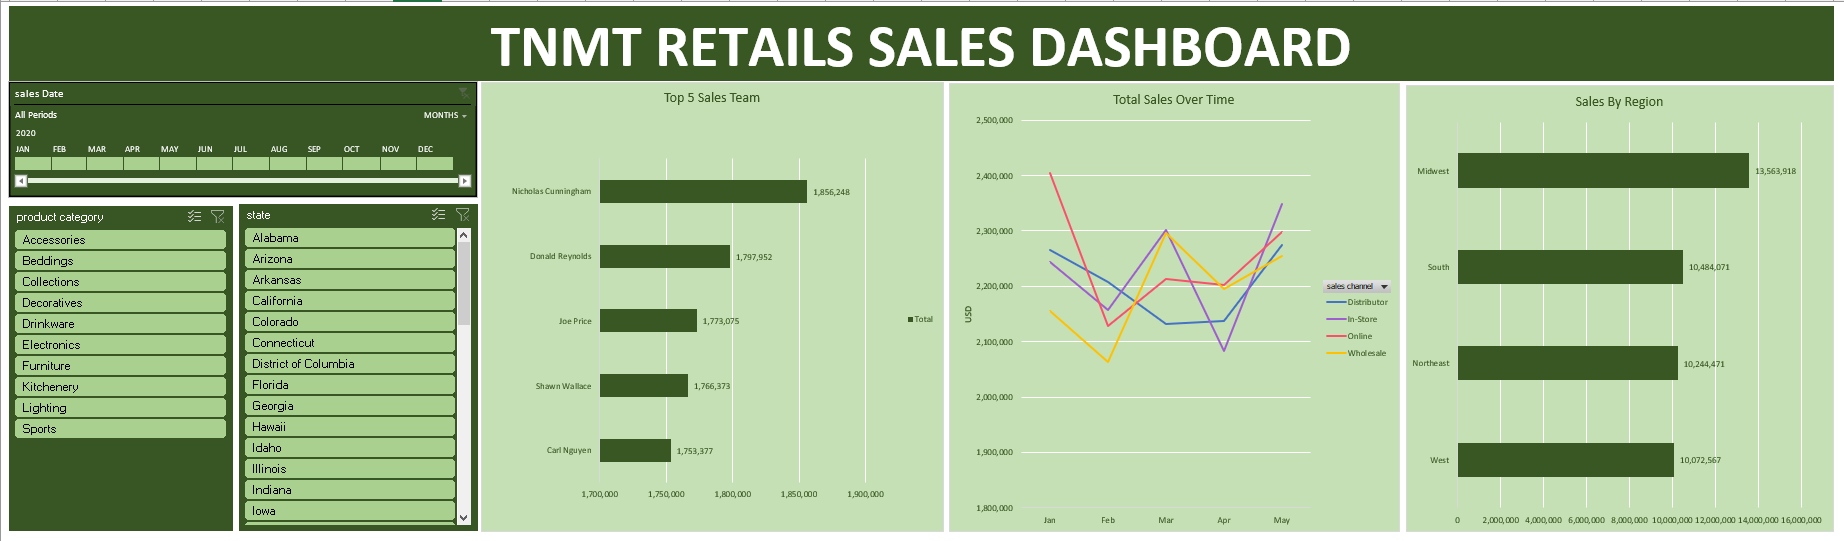 TNMT RETAILS SALES DASHBOARD
sales Date
All Periods
MONTHS
2020
JAN FEB MAR APR MAY JUN JUL AUG SEP OCT NOV DEC
product category
Accessories
Beddings
Collections
Decoratives
Drinkware
Electronics
Furniture
Kitchenery
Lighting
Sports
state
Alabama
Arizona
Arkansas
California
Colorado
Connecticut
District of Columbia
Florida
Georgia
Hawaii
Idaho
Illinois
Indiana
Iowa
Top 5 Sales Team
Nicholas Cunningham 1,856,248
Donald Reynolds 1,797,952
Joe Price 1,773,075
Shawn Wallace 1,766,373
Carl Nguyen 1,753,377
1,700,000 1,750,000 1,800,000 1,850,000 1,900,000
Total
Total Sales Over Time
2,500,000
2,400,000
2,300,000
2,200,000
2,100,000
2,000,000
1,900,000
1,800,000
USD
Jan Feb Mar Apr May
sales channel
Distributor
In-Store
Online
Wholesale
Sales By Region
Midwest 13,563,918
South 10,484,071
Northeast 10,244,471
West 10,072,567
0 2,000,000 4,000,000 6,000,000 8,000,000 10,000,000 12,000,000 14,000,000 16,000,000